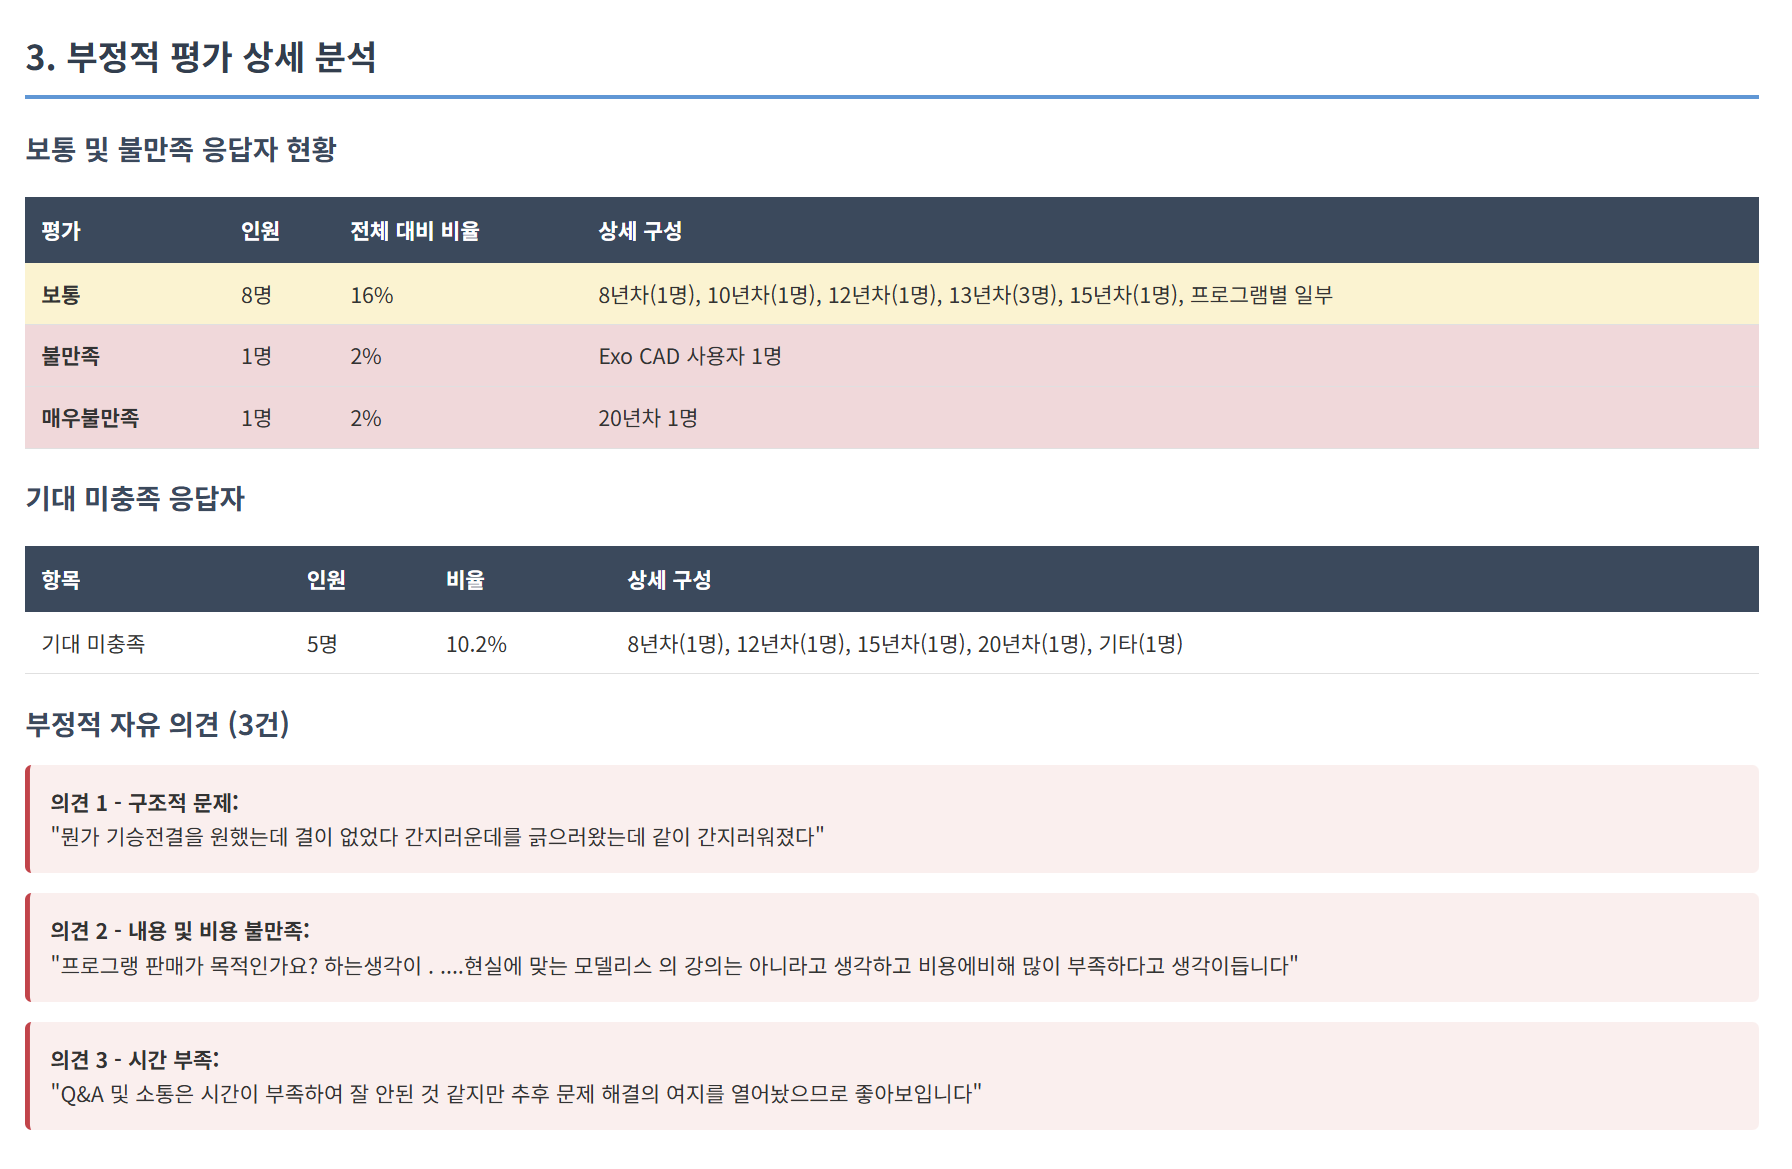 3. 부정적 평가 상세 분석
보통 및 불만족 응답자 현황
평가 인원 전체 대비 비율 상세 구성
보통 8명 16% 8년차(1명), 10년차(1명), 12년차(1명), 13년차(3명), 15년차(1명), 프로그램별 일부
불만족 1명 2% Exo CAD 사용자 1명
매우불만족 1명 2% 20년차 1명
기대 미충족 응답자
항목 인원 비율 상세 구성
기대 미충족 5명 10.2% 8년차(1명), 12년차(1명), 15년차(1명), 20년차(1명), 기타(1명)
부정적 자유 의견 (3건)
의견 1 - 구조적 문제:
"뭔가 기승전결을 원했는데 결이 없었다 간지러운데를 긁으러왔는데 같이 간지러워졌다"
의견 2 - 내용 및 비용 불만족:
"프로그랭 판매가 목적인가요? 하는생각이 . ....현실에 맞는 모델리스 의 강의는 아니라고 생각하고 비용에비해 많이 부족하다고 생각이듭니다"
의견 3 - 시간 부족:
"Q&A 및 소통은 시간이 부족하여 잘 안된 것 같지만 추후 문제 해결의 여지를 열어놨으므로 좋아보입니다"